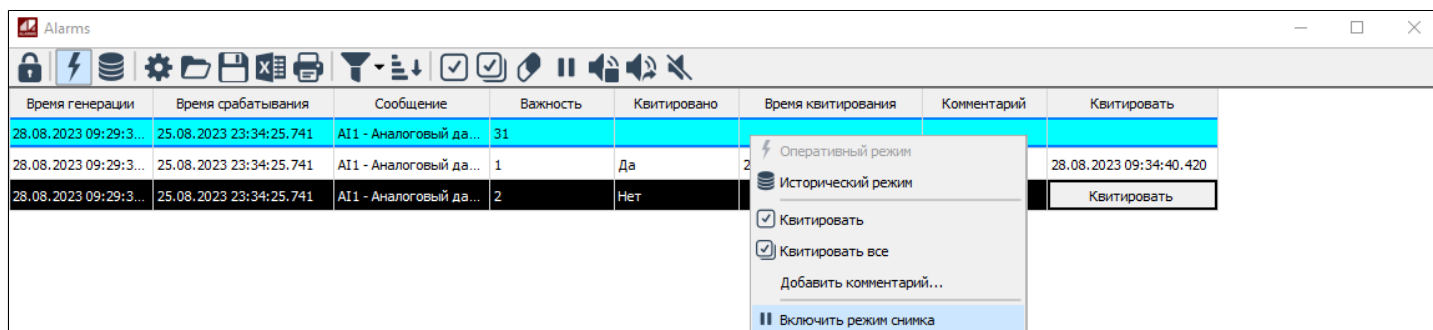 Alarms
Время генерации Время срабатывания Сообщение Важность Квитировано Время квитирования Комментарий Квитировать
28.08.2023 09:29:3... 25.08.2023 23:34:25.741 AI1 - Аналоговый да... 31
28.08.2023 09:29:3... 25.08.2023 23:34:25.741 AI1 - Аналоговый да... 1 Да 2 28.08.2023 09:34:40.420
28.08.2023 09:29:3... 25.08.2023 23:34:25.741 AI1 - Аналоговый да... 2 Нет Квитировать
Оперативный режим
Исторический режим
Квитировать
Квитировать все
Добавить комментарий...
Включить режим снимка